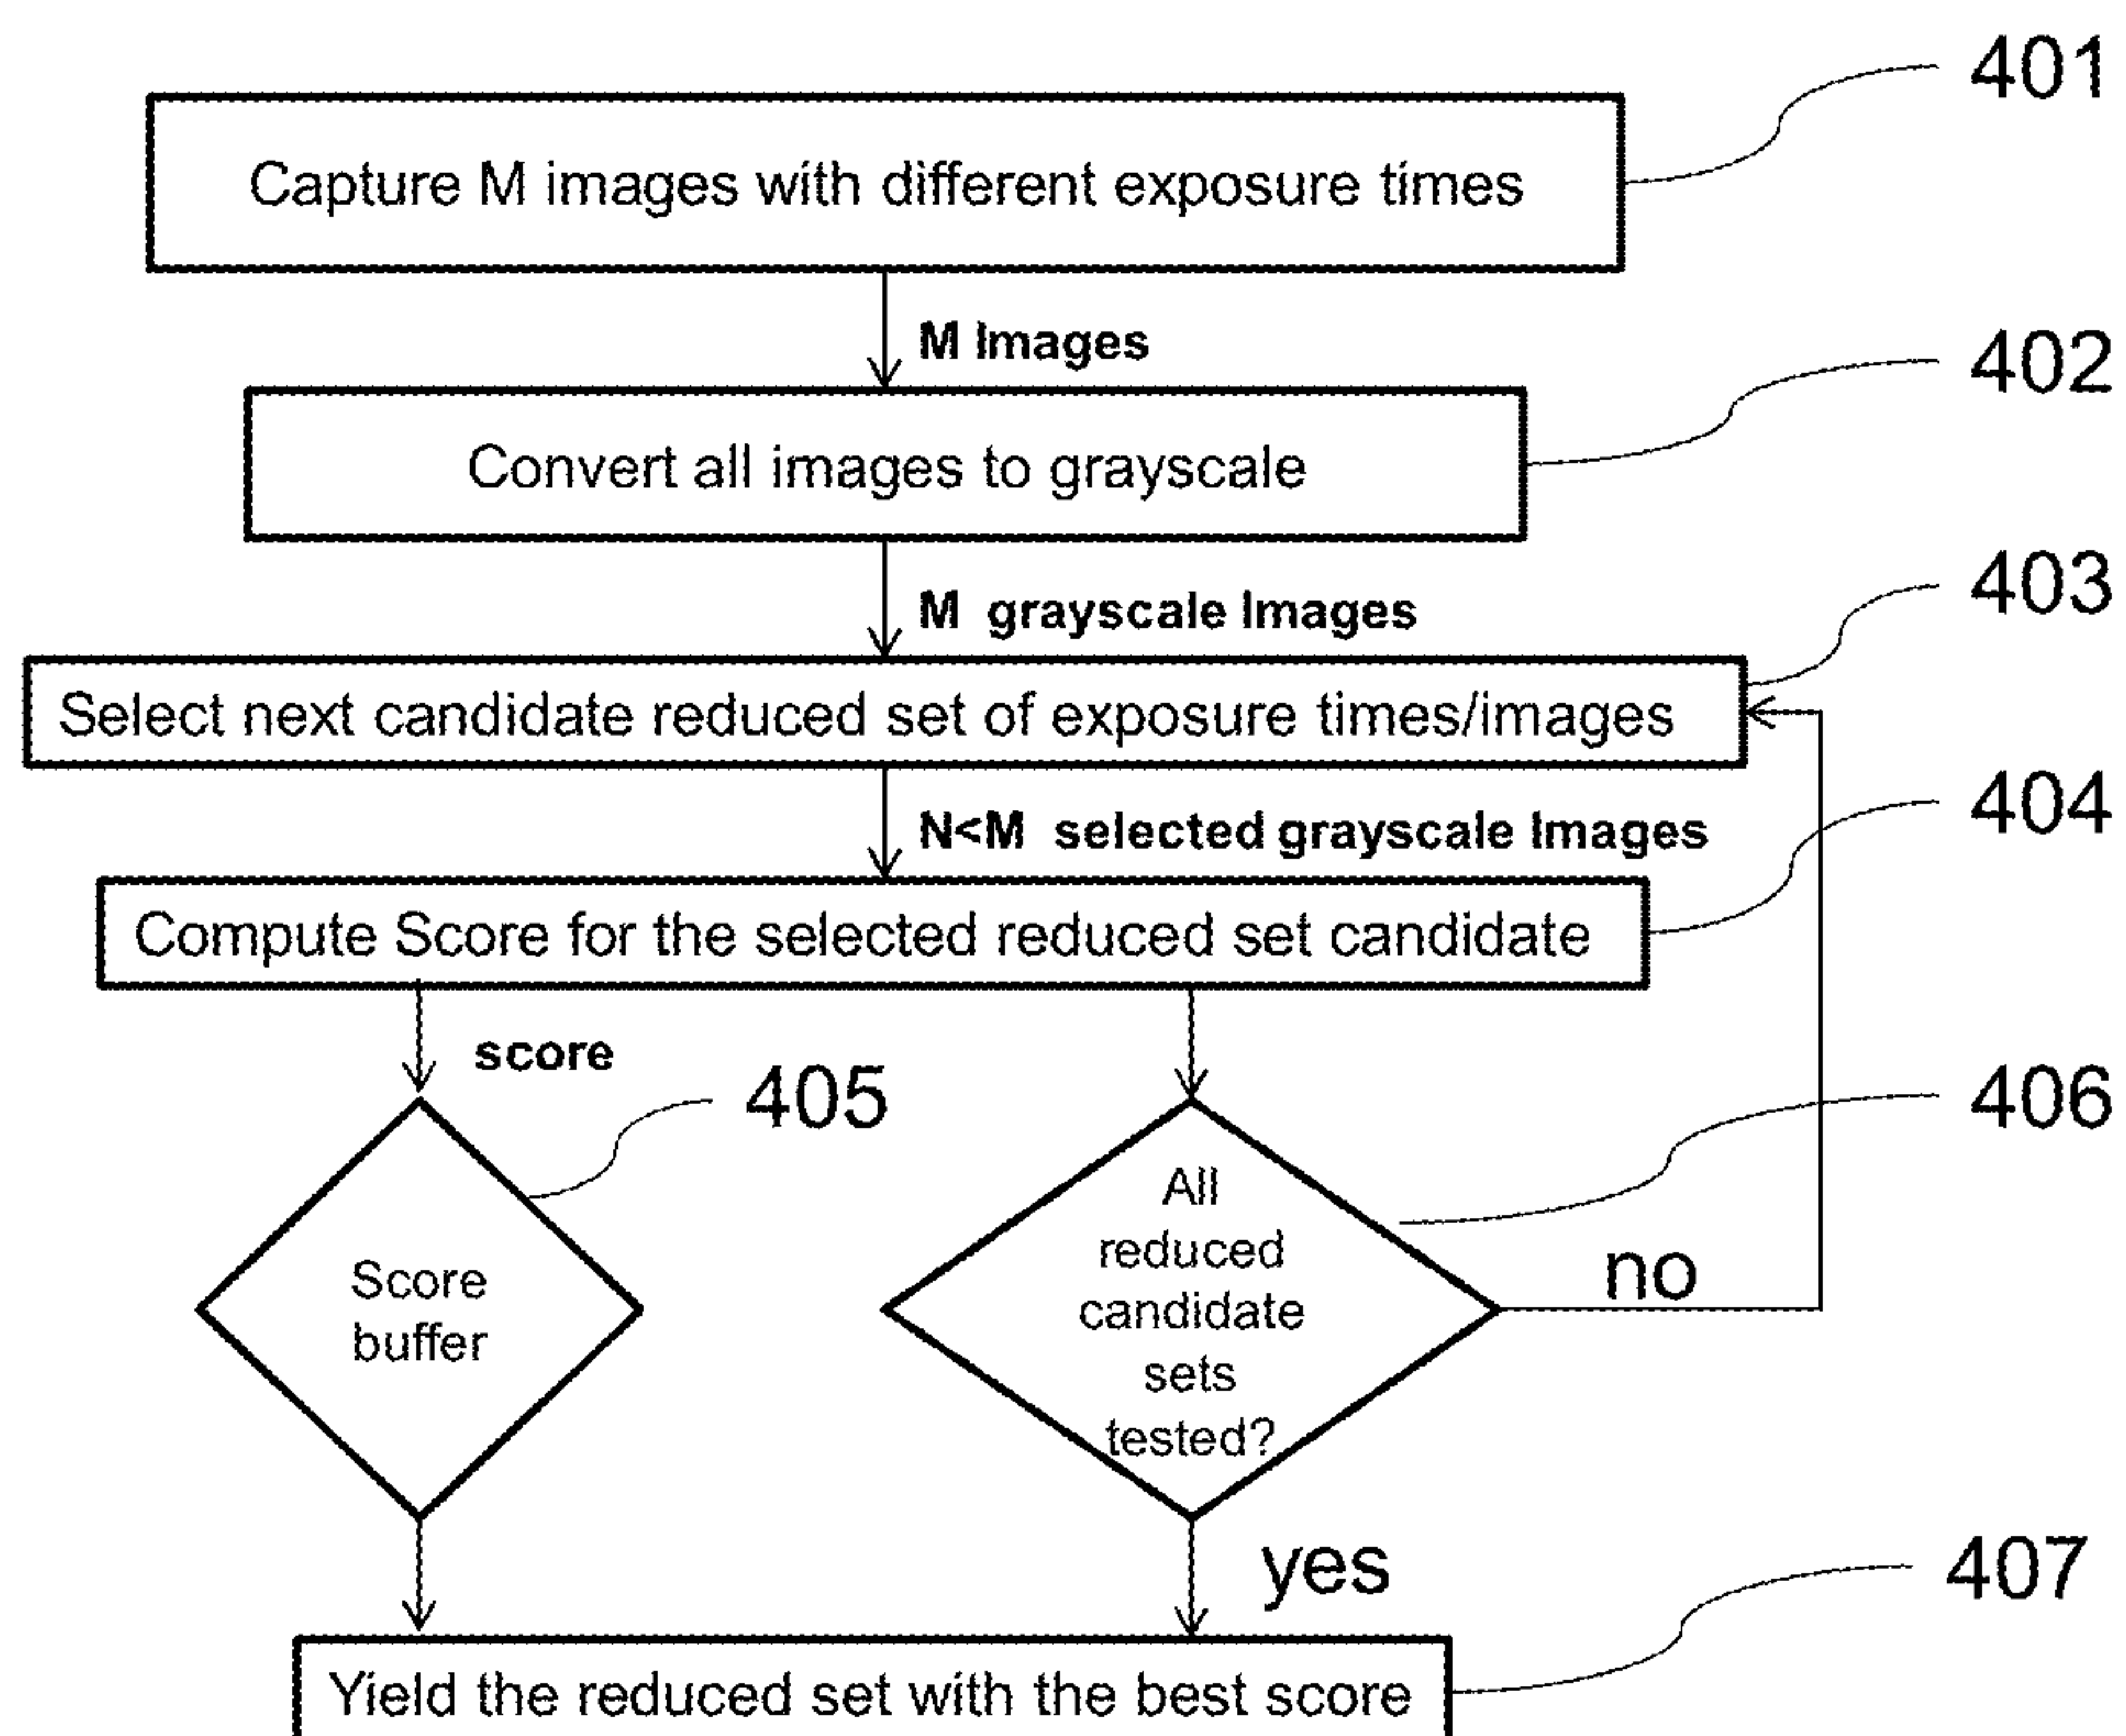 401
Capture M images with different exposure times
M Images
402
Convert all images to grayscale
M grayscale Images
403
Select next candidate reduced set of exposure times/images
N<M selected grayscale Images
404
Compute Score for the selected reduced set candidate
score
405
406
Score
buffer
All
reduced
candidate
sets
tested?
no
yes
407
Yield the reduced set with the best score